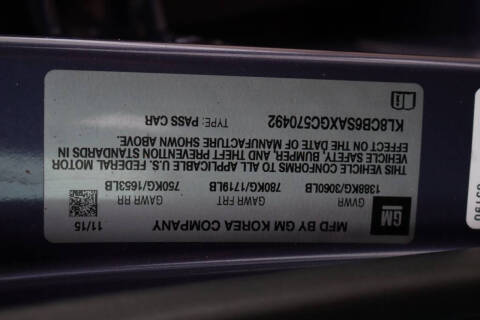 GM
MFD BY GM KOREA COMPANY 11/15
GVWR GAWR FRT GAWR RR
1388KG/3060LB 780KG/1719LB 750KG/1653LB
THIS VEHICLE CONFORMS TO ALL APPLICABLE U.S. FEDERAL MOTOR
VEHICLE SAFETY, BUMPER, AND THEFT PREVENTION STANDARDS IN
EFFECT ON THE DATE OF MANUFACTURE SHOWN ABOVE.
KL8CB6SAXGC570492 TYPE: PASS CAR